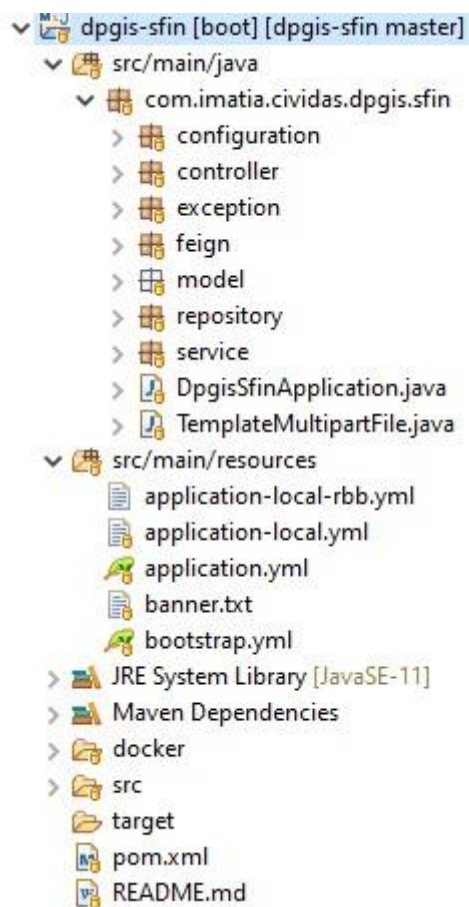 dpgis-sfin [boot] [dpgis-sfin master]
src/main/java
com.imatia.cividas.dpgis.sfin
configuration
controller
exception
feign
model
repository
service
DpgisSfinApplication.java
TemplateMultipartFile.java
src/main/resources
application-local-rbb.yml
application-local.yml
application.yml
banner.txt
bootstrap.yml
JRE System Library [JavaSE-11]
Maven Dependencies
docker
src
target
pom.xml
README.md